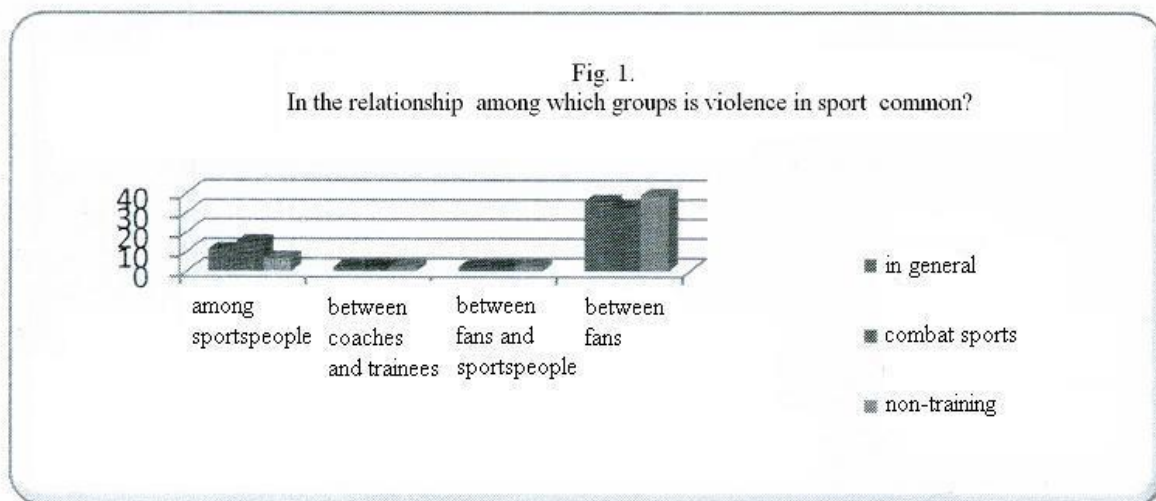 Fig. 1.
In the relationship among which groups is violence in sport common?
40
30
20
10
0
among
sportspeople
between
coaches
and trainees
between
fans and
sportspeople
between
fans
in general
combat sports
non-training